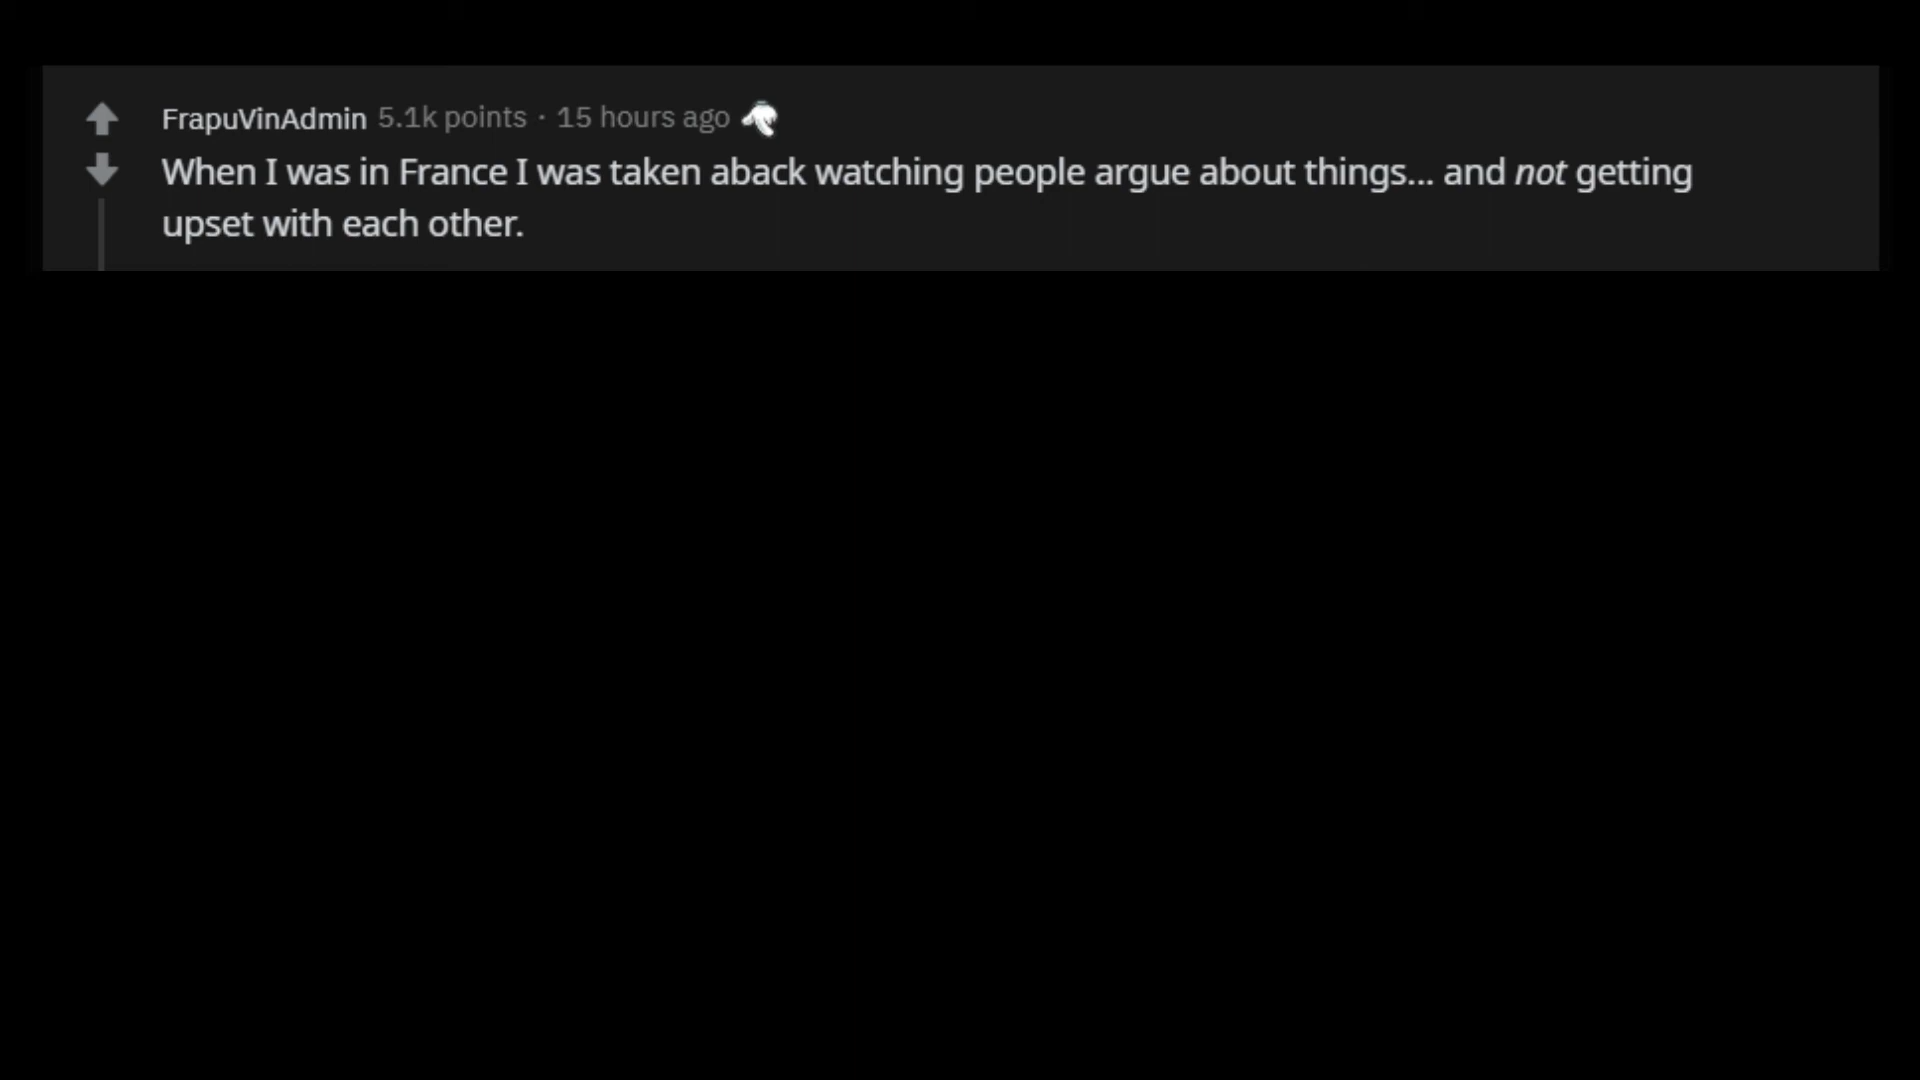 FrapuVinAdmin 5.1k points · 15 hours ago
When I was in France I was taken aback watching people argue about things... and not getting
upset with each other.